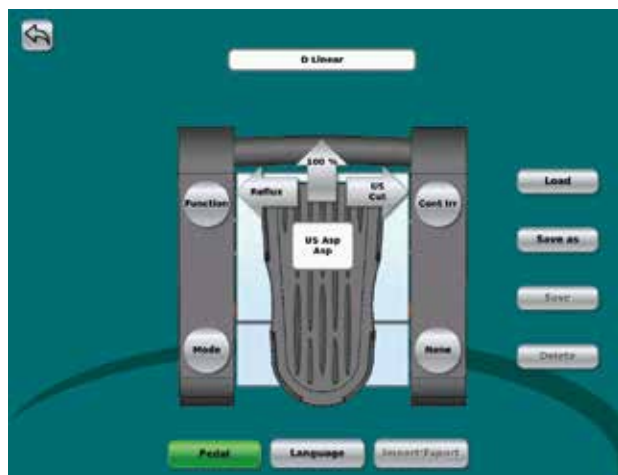 D Linear
100 %
Reflux
US
Cut
Function
Cont Irr
US Asp
Asp
Mode
None
Load
Save as
Save
Delete
Pedal
Language
Import/Export